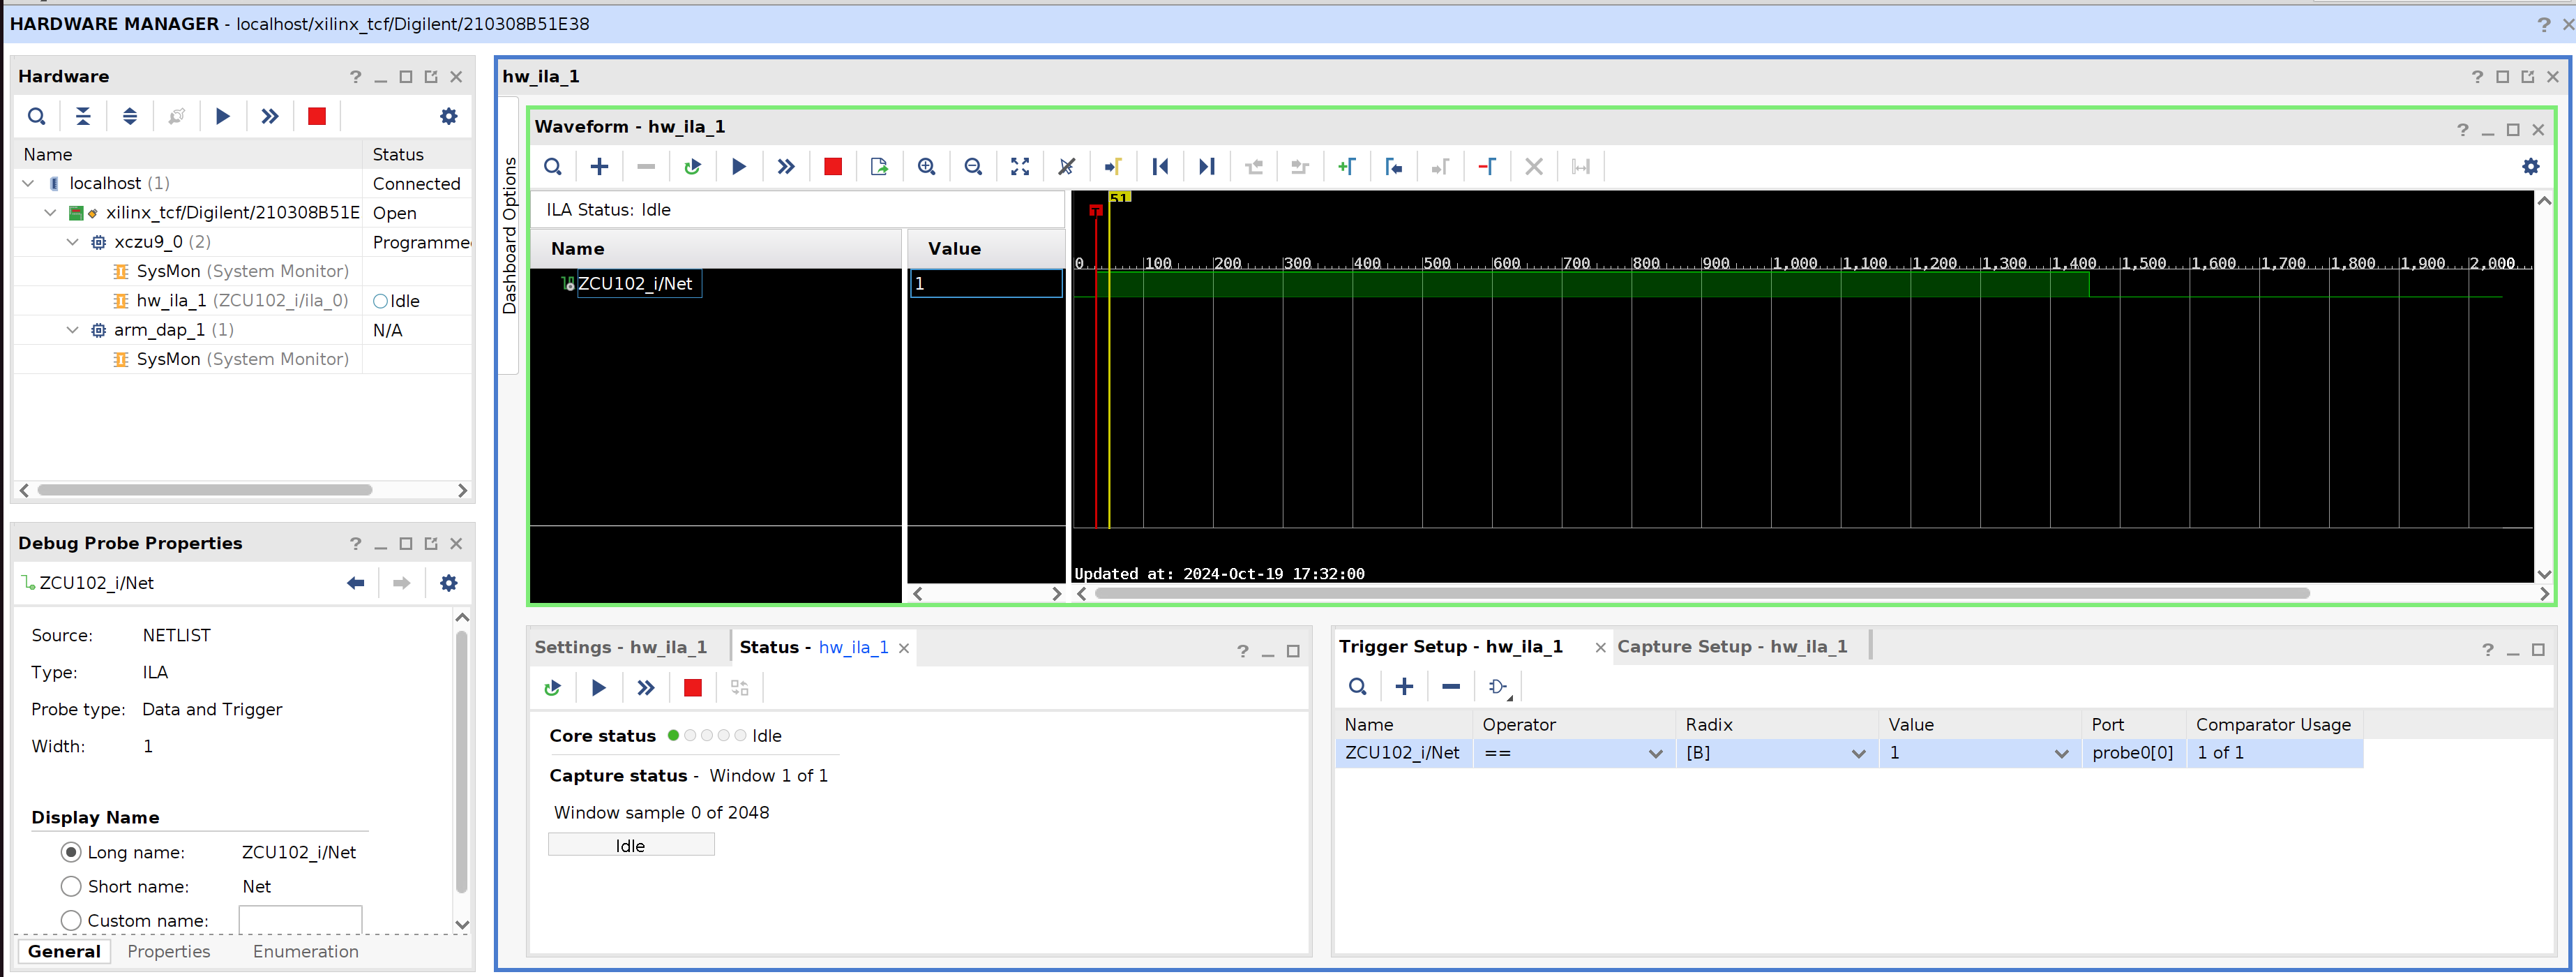 HARDWARE MANAGER - localhost/xilinx_tcf/Digilent/210308B51E38
Hardware
Name Status
localhost (1) Connected
xilinx_tcf/Digilent/210308B51E Open
xczu9_0 (2) Programme
SysMon (System Monitor)
hw_ila_1 (ZCU102_i/ila_0) Idle
arm_dap_1 (1) N/A
SysMon (System Monitor)
Debug Probe Properties
ZCU102_i/Net
Source: NETLIST
Type: ILA
Probe type: Data and Trigger
Width: 1
Display Name
Long name: ZCU102_i/Net
Short name: Net
Custom name:
General Properties Enumeration
hw_ila_1
Dashboard Options
Waveform - hw_ila_1
ILA Status: Idle
Name Value
ZCU102_i/Net 1
51
T
0 100 200 300 400 500 600 700 800 900 1,000 1,100 1,200 1,300 1,400 1,500 1,600 1,700 1,800 1,900 2,000
Updated at: 2024-Oct-19 17:32:00
Settings - hw_ila_1 Status - hw_ila_1
Core status Idle
Capture status - Window 1 of 1
Window sample 0 of 2048
Idle
Trigger Setup - hw_ila_1 Capture Setup - hw_ila_1
Name Operator Radix Value Port Comparator Usage
ZCU102_i/Net == [B] 1 probe0[0] 1 of 1